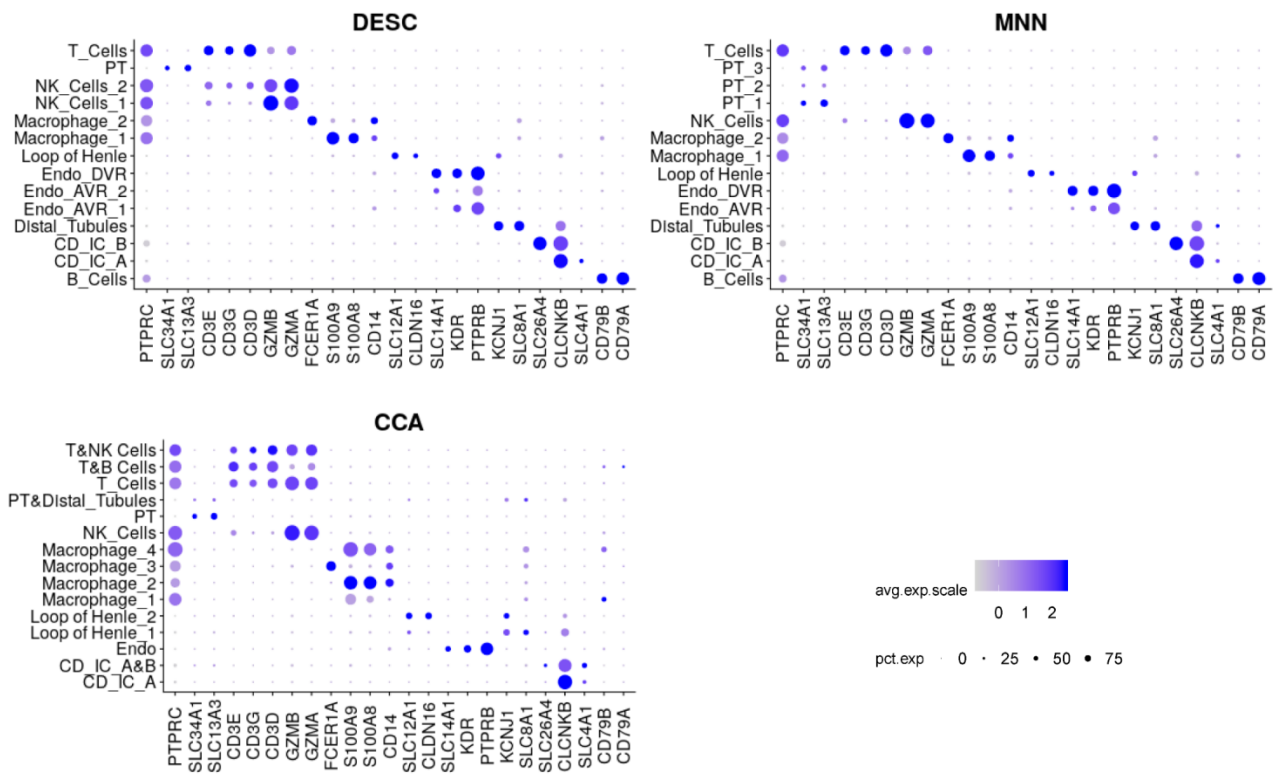 DESC
T_Cells
PT
NK_Cells_2
NK_Cells_1
Macrophage_2
Macrophage_1
Loop of Henle
Endo_DVR
Endo_AVR_2
Endo_AVR_1
Distal_Tubules
CD_IC_B
CD_IC_A
B_Cells
PTPRC
SLC34A1
SLC13A3
CD3E
CD3G
CD3D
GZMB
GZMA
FCER1A
S100A9
S100A8
CD14
SLC12A1
CLDN16
SLC14A1
KDR
PTPRB
KCNJ1
SLC8A1
SLC26A4
CLCNKB
SLC4A1
CD79B
CD79A
MNN
T_Cells
PT_3
PT_2
PT_1
NK_Cells
Macrophage_2
Macrophage_1
Loop of Henle
Endo_DVR
Endo_AVR
Distal_Tubules
CD_IC_B
CD_IC_A
B_Cells
PTPRC
SLC34A1
SLC13A3
CD3E
CD3G
CD3D
GZMB
GZMA
FCER1A
S100A9
S100A8
CD14
SLC12A1
CLDN16
SLC14A1
KDR
PTPRB
KCNJ1
SLC8A1
SLC26A4
CLCNKB
SLC4A1
CD79B
CD79A
CCA
T&NK Cells
T&B Cells
T_Cells
PT&Distal_Tubules
PT
NK_Cells
Macrophage_4
Macrophage_3
Macrophage_2
Macrophage_1
Loop of Henle_2
Loop of Henle_1
Endo
CD_IC_A&B
CD_IC_A
PTPRC
SLC34A1
SLC13A3
CD3E
CD3G
CD3D
GZMB
GZMA
FCER1A
S100A9
S100A8
CD14
SLC12A1
CLDN16
SLC14A1
KDR
PTPRB
KCNJ1
SLC8A1
SLC26A4
CLCNKB
SLC4A1
CD79B
CD79A
avg.exp.scale
0 1 2
pct.exp 0 25 50 75